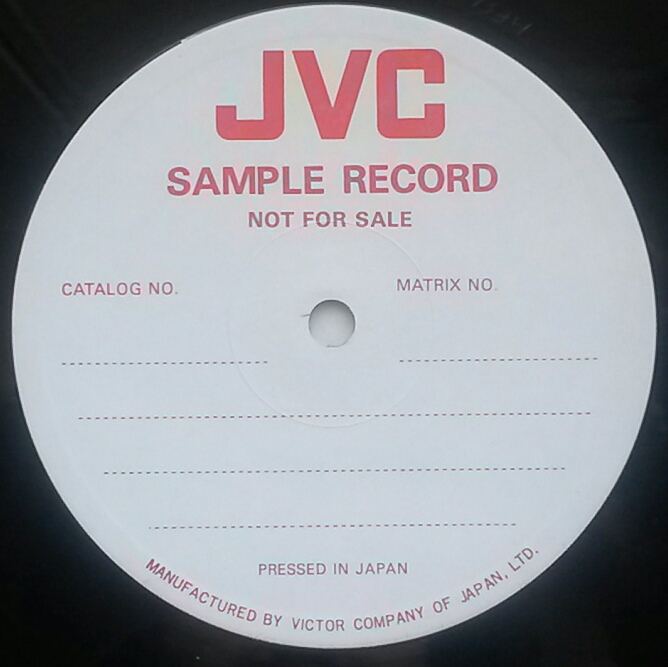 JVC
SAMPLE RECORD
NOT FOR SALE
CATALOG NO.
MATRIX NO.
PRESSED IN JAPAN
MANUFACTURED BY VICTOR COMPANY OF JAPAN, LTD.